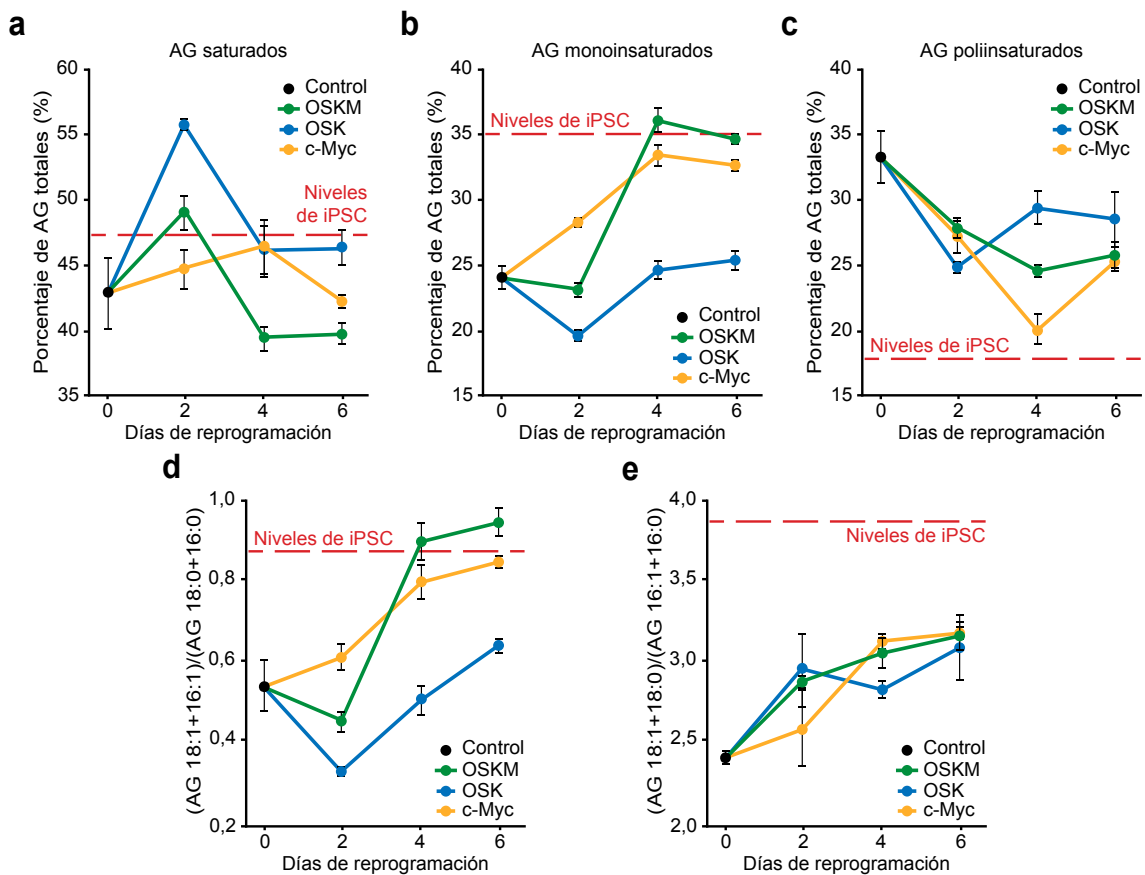 a
AG saturados
Porcentaje de AG totales (%)
60
55
50
45
40
35
Control
OSKM
OSK
c-Myc
Niveles
de iPSC
0
2
4
6
Días de reprogramación
b
AG monoinsaturados
Porcentaje de AG totales (%)
40
35
30
25
20
15
Niveles de iPSC
Control
OSKM
OSK
c-Myc
0
2
4
6
Días de reprogramación
c
AG poliinsaturados
Porcentaje de AG totales (%)
40
35
30
25
20
15
Control
OSKM
OSK
c-Myc
Niveles de iPSC
0
2
4
6
Días de reprogramación
d
(AG 18:1+16:1)/(AG 18:0+16:0)
1,0
0,8
0,6
0,4
0,2
Niveles de iPSC
Control
OSKM
OSK
c-Myc
0
2
4
6
Días de reprogramación
e
(AG 18:1+18:0)/(AG 16:1+16:0)
4,0
3,5
3,0
2,5
2,0
Niveles de iPSC
Control
OSKM
OSK
c-Myc
0
2
4
6
Días de reprogramación